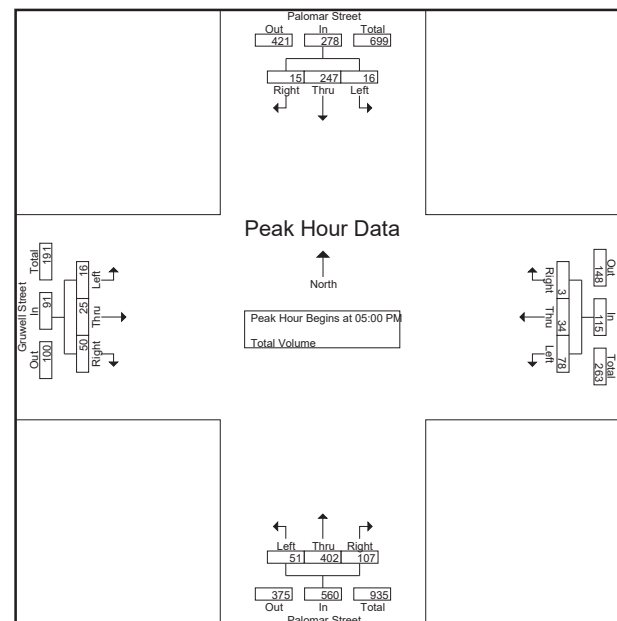 Palomar Street
Out In Total
421 278 699
15 247 16
Right Thru Left
Peak Hour Data
North
Peak Hour Begins at 05:00 PM
Total Volume
Gruwell Street
Total In Out
191 91 100
16 25 50
Left Thru Right
Right Thru Left
3 34 78
Out In Total
148 115 263
Left Thru Right
51 402 107
375 560 935
Out In Total
Palomar Street